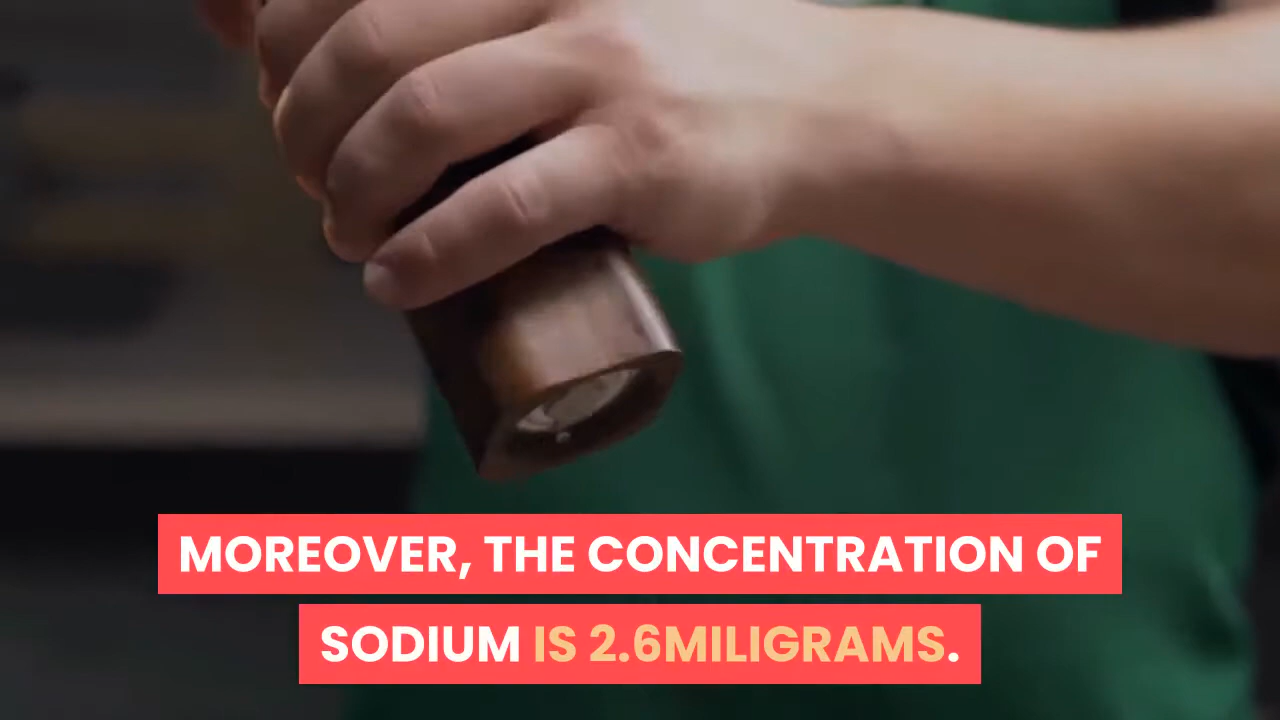 MOREOVER, THE CONCENTRATION OF
SODIUM IS 2.6MILIGRAMS.